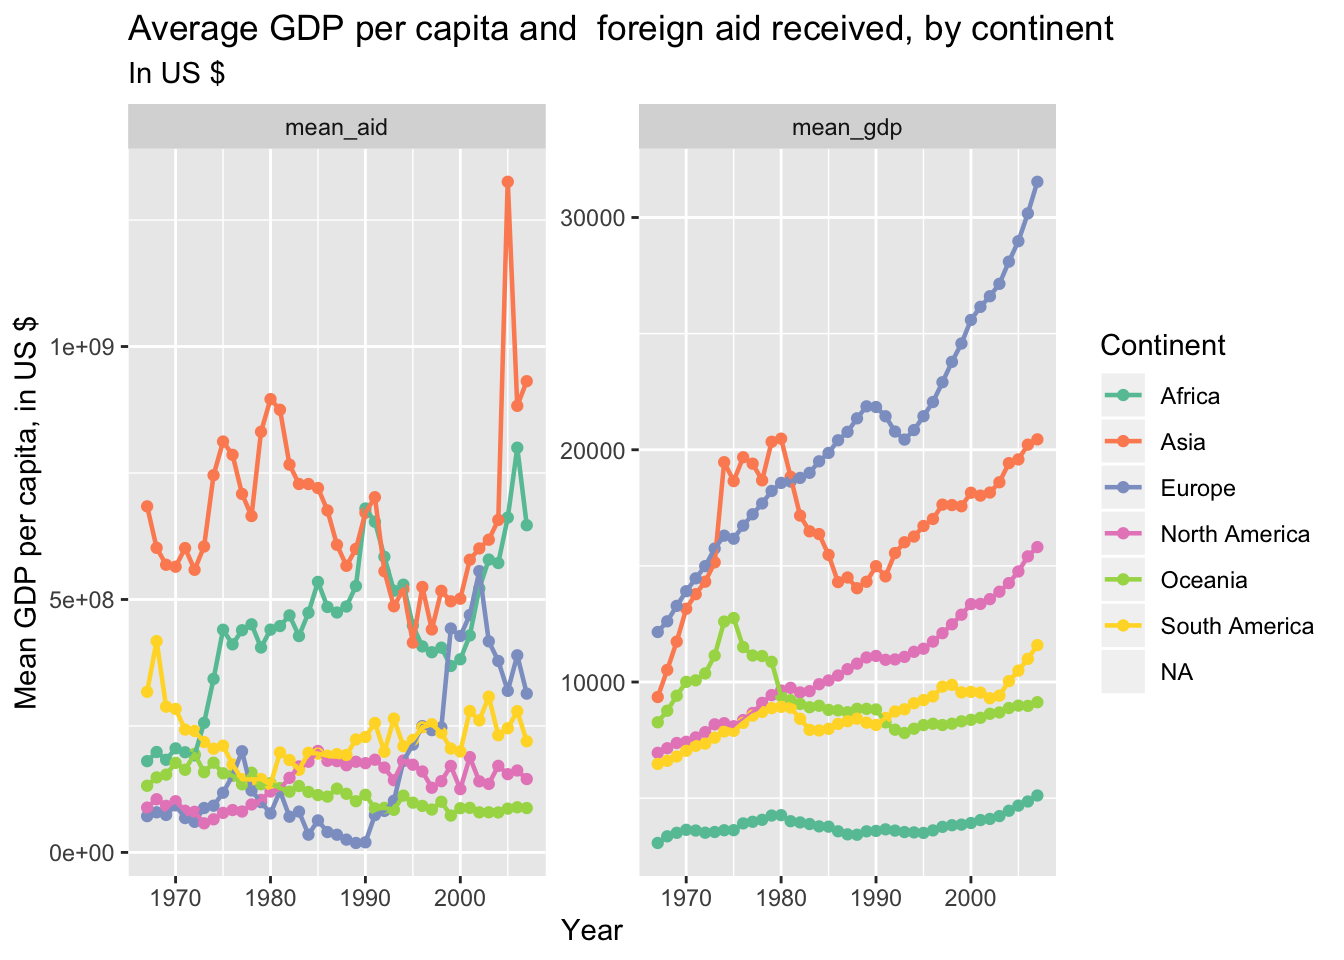 Average GDP per capita and  foreign aid received, by continent
In US $
mean_aid
mean_gdp
Mean GDP per capita, in US $
1e+09
5e+08
0e+00
30000
20000
10000
1970 1980 1990 2000
1970 1980 1990 2000
Year
Continent
Africa
Asia
Europe
North America
Oceania
South America
NA